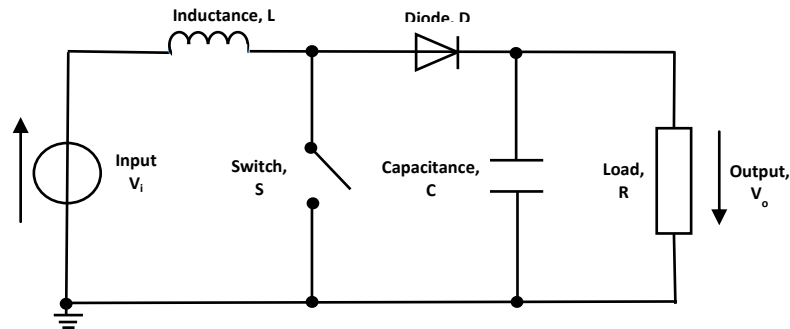 Inductance, L
Diode, D
Input
Vᵢ
Switch,
S
Capacitance,
C
Load,
R
Output,
Vₒ